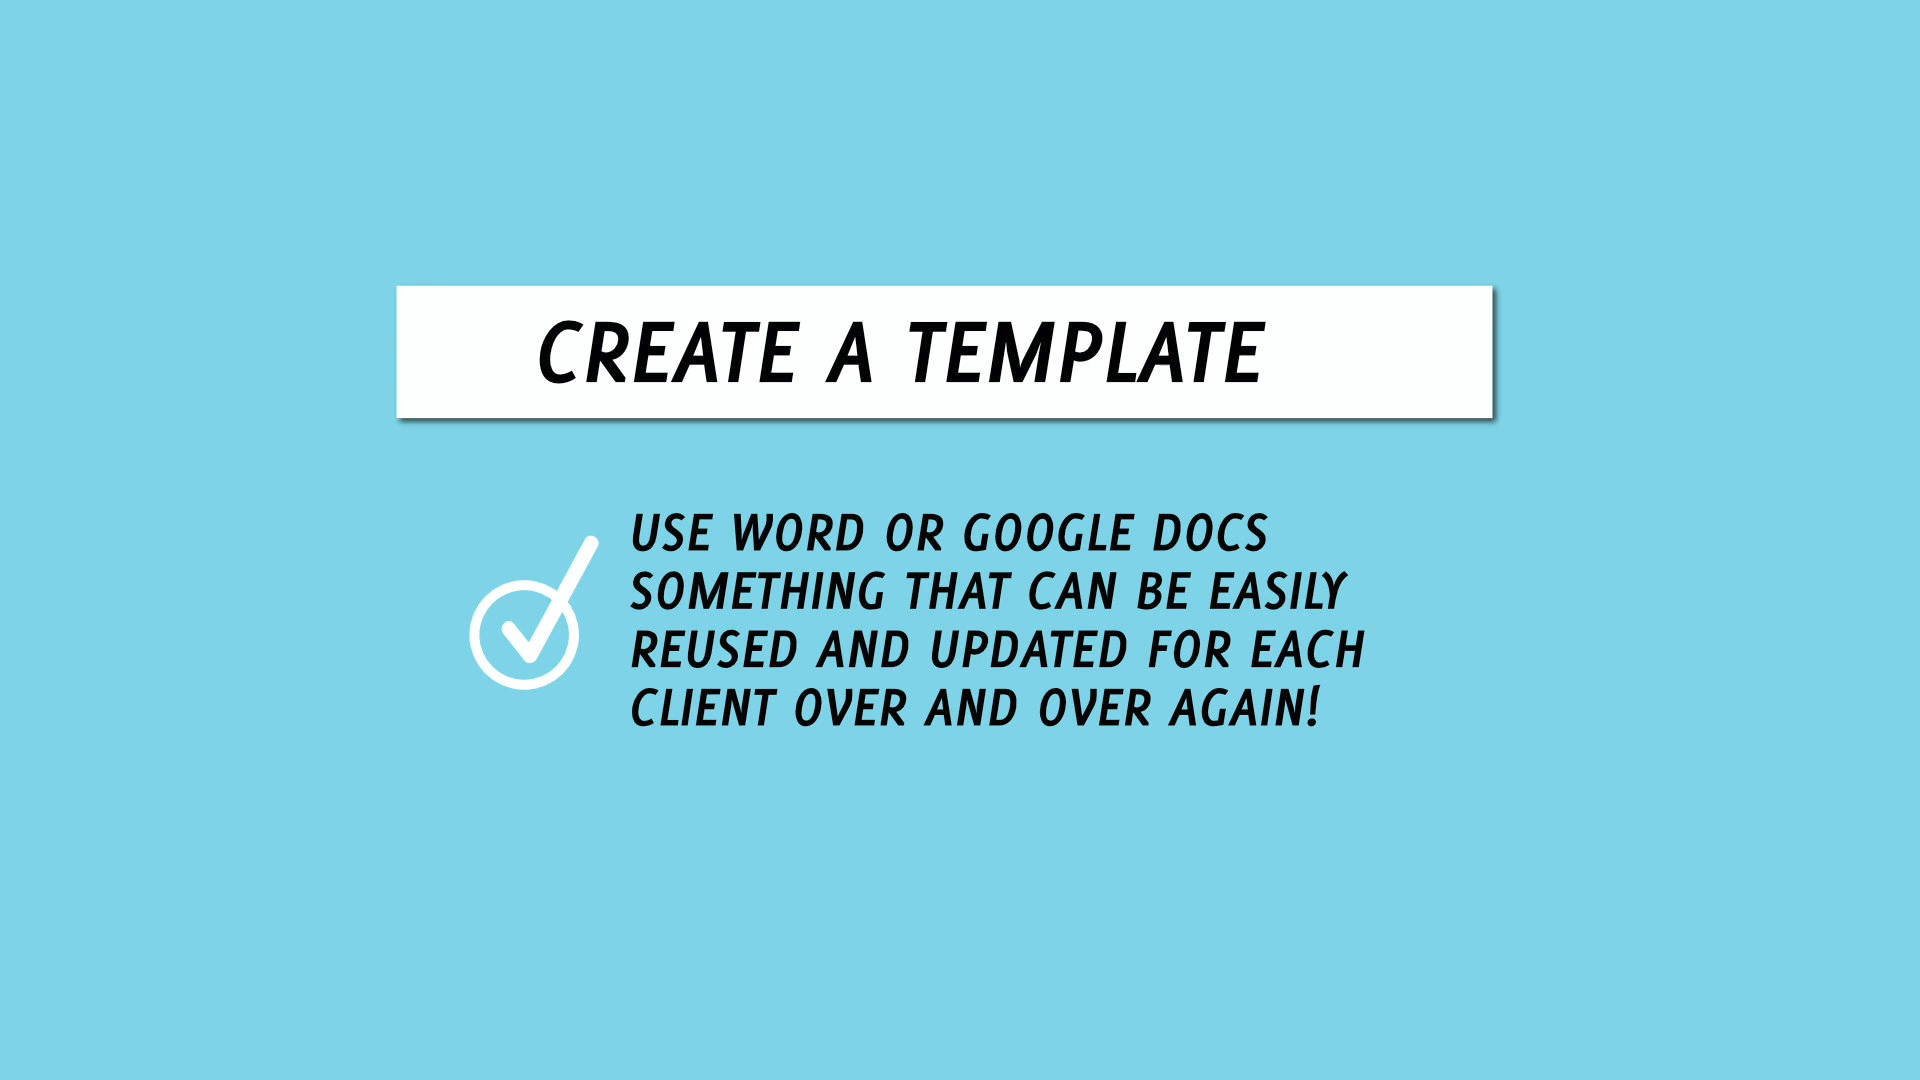 CREATE A TEMPLATE
USE WORD OR GOOGLE DOCS
SOMETHING THAT CAN BE EASILY
REUSED AND UPDATED FOR EACH
CLIENT OVER AND OVER AGAIN!